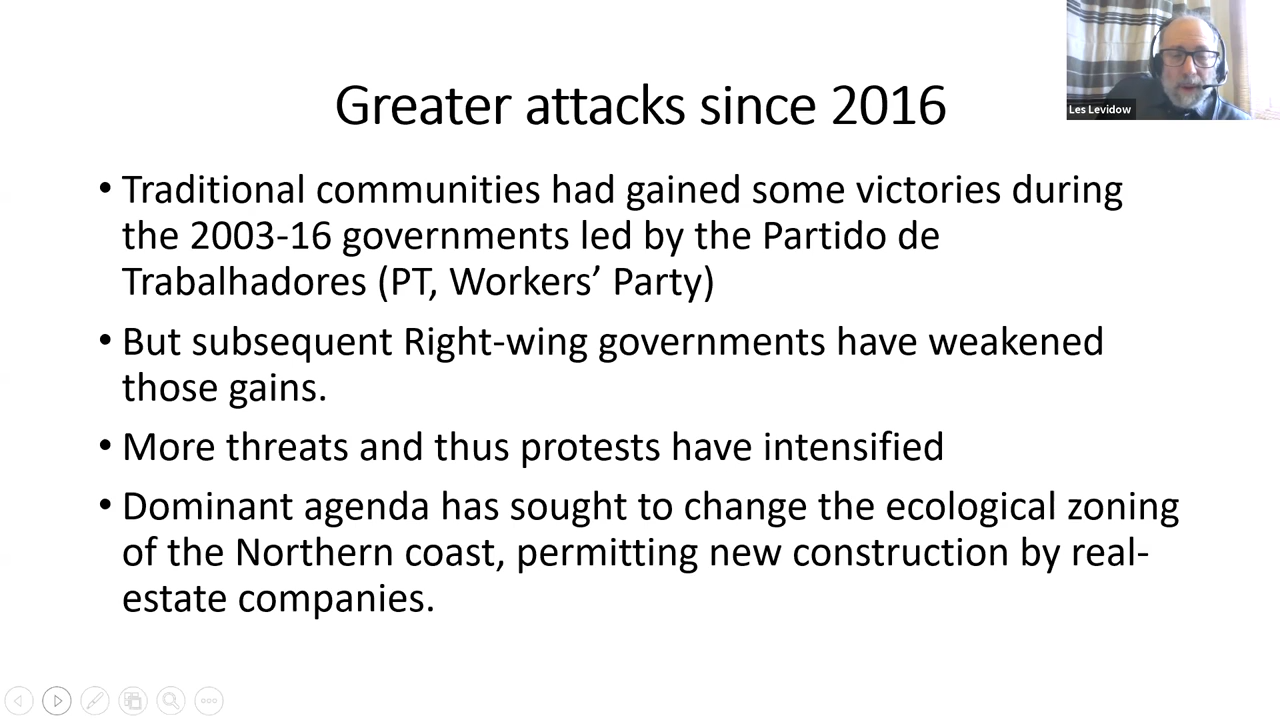 Les Levidow
Greater attacks since 2016
• Traditional communities had gained some victories during
the 2003-16 governments led by the Partido de
Trabalhadores (PT, Workers’ Party)
• But subsequent Right-wing governments have weakened
those gains.
• More threats and thus protests have intensified
• Dominant agenda has sought to change the ecological zoning
of the Northern coast, permitting new construction by real-
estate companies.